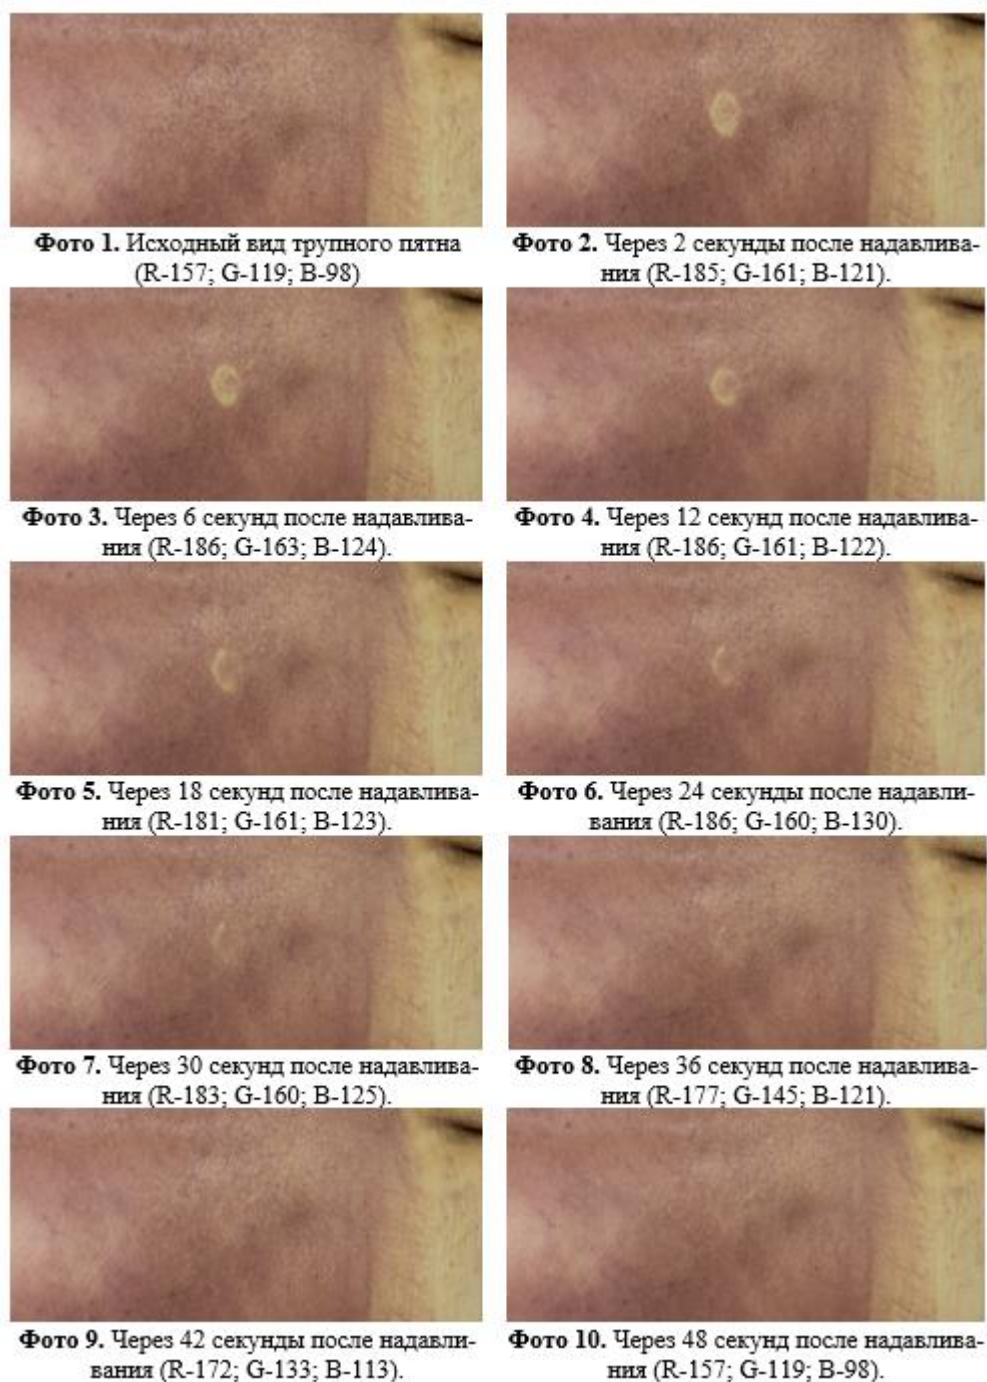 Фото 1. Исходный вид трупного пятна
(R-157; G-119; B-98)
Фото 2. Через 2 секунды после надавлива-
ния (R-185; G-161; B-121).
Фото 3. Через 6 секунд после надавлива-
ния (R-186; G-163; B-124).
Фото 4. Через 12 секунд после надавлива-
ния (R-186; G-161; B-122).
Фото 5. Через 18 секунд после надавлива-
ния (R-181; G-161; B-123).
Фото 6. Через 24 секунды после надавли-
вания (R-186; G-160; B-130).
Фото 7. Через 30 секунд после надавлива-
ния (R-183; G-160; B-125).
Фото 8. Через 36 секунд после надавлива-
ния (R-177; G-145; B-121).
Фото 9. Через 42 секунды после надавли-
вания (R-172; G-133; B-113).
Фото 10. Через 48 секунд после надавлива-
ния (R-157; G-119; B-98).